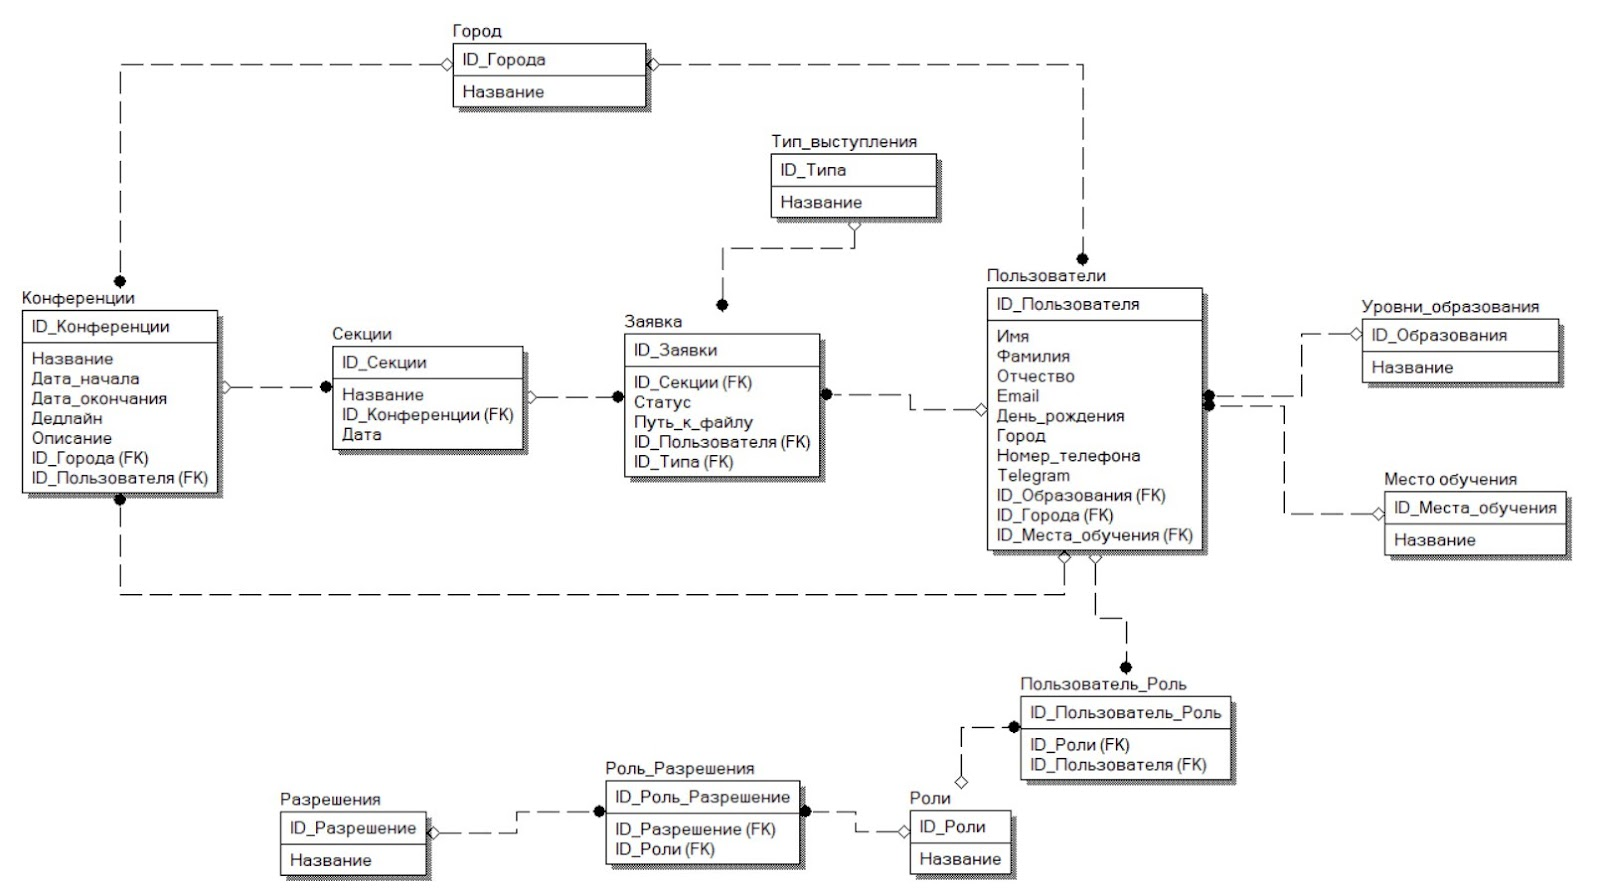 Город
ID_Города
Название
Тип_выступления
ID_Типа
Название
Конференции
ID_Конференции
Название
Дата_начала
Дата_окончания
Дедлайн
Описание
ID_Города (FK)
ID_Пользователя (FK)
Секции
ID_Секции
Название
ID_Конференции (FK)
Дата
Заявка
ID_Заявки
ID_Секции (FK)
Статус
Путь_к_файлу
ID_Пользователя (FK)
ID_Типа (FK)
Пользователи
ID_Пользователя
Имя
Фамилия
Отчество
Email
День_рождения
Город
Номер_телефона
Telegram
ID_Образования (FK)
ID_Города (FK)
ID_Места_обучения (FK)
Уровни_образования
ID_Образования
Название
Место обучения
ID_Места_обучения
Название
Пользователь_Роль
ID_Пользователь_Роль
ID_Роли (FK)
ID_Пользователя (FK)
Разрешения
ID_Разрешение
Название
Роль_Разрешения
ID_Роль_Разрешение
ID_Разрешение (FK)
ID_Роли (FK)
Роли
ID_Роли
Название